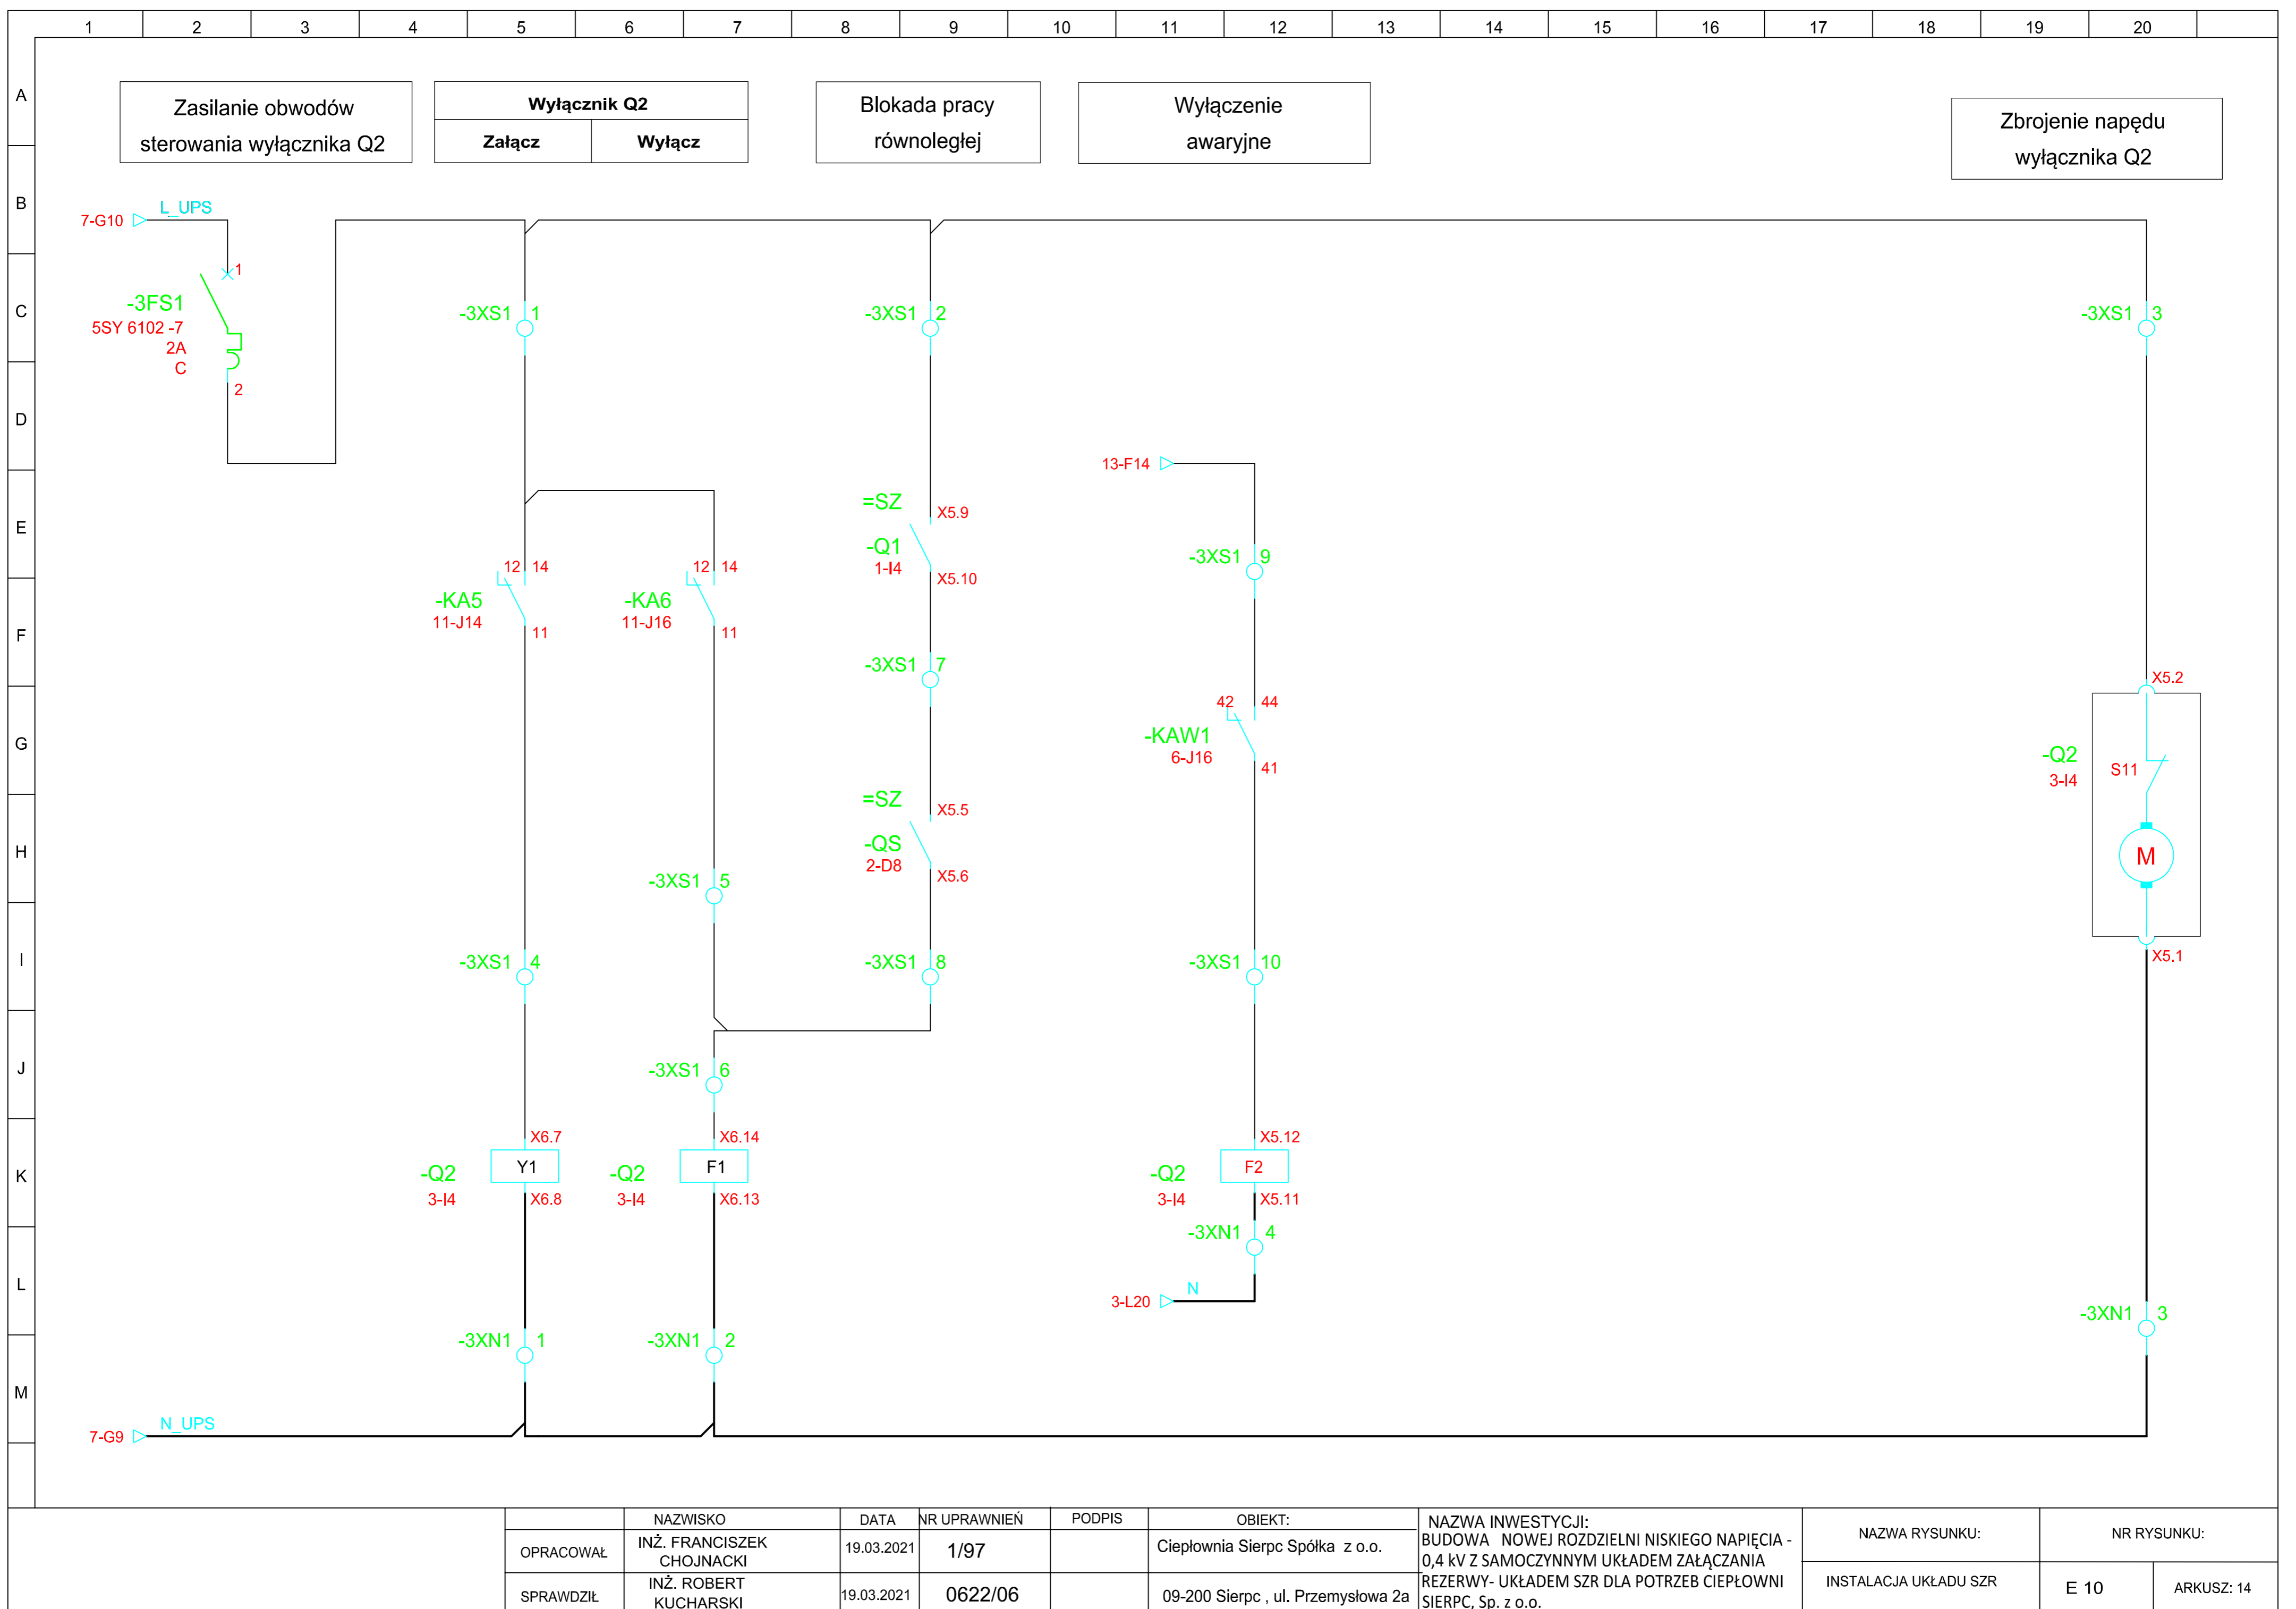 1 2 3 4 5 6 7 8 9 10 11 12 13 14 15 16 17 18 19 20
A
B
C
D
E
F
G
H
I
J
K
L
M
Zasilanie obwodów
sterowania wyłącznika Q2
Wyłącznik Q2
Załącz Wyłącz
Blokada pracy
równoległej
Wyłączenie
awaryjne
Zbrojenie napędu
wyłącznika Q2
7-G10 L_UPS
1
-3FS1
5SY 6102 -7
2A
C
2
-3XS1 1
-3XS1 2
-3XS1 3
13-F14
=SZ
X5.9
-Q1
1-I4
X5.10
-3XS1 9
12 14
-KA5
11-J14
11
12 14
-KA6
11-J16
11
-3XS1 7
X5.2
42 44
-KAW1
6-J16
41
-Q2
3-I4
S11
M
X5.1
=SZ
X5.5
-QS
2-D8
X5.6
-3XS1 5
-3XS1 4
-3XS1 8
-3XS1 10
-3XS1 6
X6.7
Y1
-Q2
3-I4
X6.8
X6.14
F1
-Q2
3-I4
X6.13
X5.12
F2
-Q2
3-I4
X5.11
-3XN1 4
3-L20 N
-3XN1 1
-3XN1 2
-3XN1 3
7-G9 N_UPS
NAZWISKO DATA NR UPRAWNIEŃ PODPIS OBIEKT:
OPRACOWAŁ INŻ. FRANCISZEK
CHOJNACKI
19.03.2021 1/97
Ciepłownia Sierpc Spółka z o.o.
SPRAWDZIŁ INŻ. ROBERT
KUCHARSKI
19.03.2021 0622/06
09-200 Sierpc , ul. Przemysłowa 2a
NAZWA INWESTYCJI:
BUDOWA NOWEJ ROZDZIELNI NISKIEGO NAPIĘCIA -
0,4 kV Z SAMOCZYNNYM UKŁADEM ZAŁĄCZANIA
REZERWY- UKŁADEM SZR DLA POTRZEB CIEPŁOWNI
SIERPC, Sp. z o.o.
NAZWA RYSUNKU:
INSTALACJA UKŁADU SZR
NR RYSUNKU:
E 10 ARKUSZ: 14